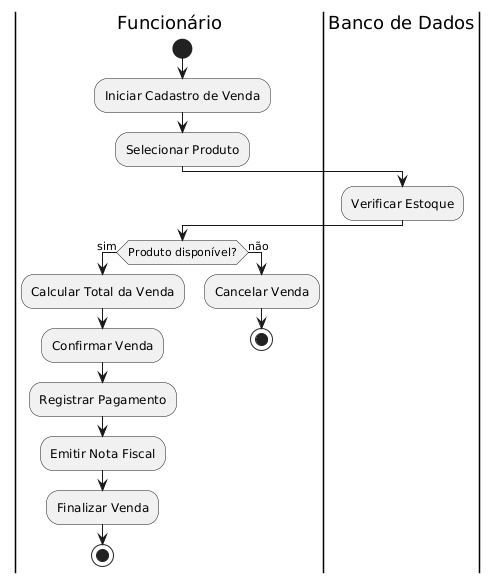 Funcionário
Banco de Dados
Iniciar Cadastro de Venda
Selecionar Produto
Verificar Estoque
sim
Produto disponível?
não
Calcular Total da Venda
Cancelar Venda
Confirmar Venda
Registrar Pagamento
Emitir Nota Fiscal
Finalizar Venda